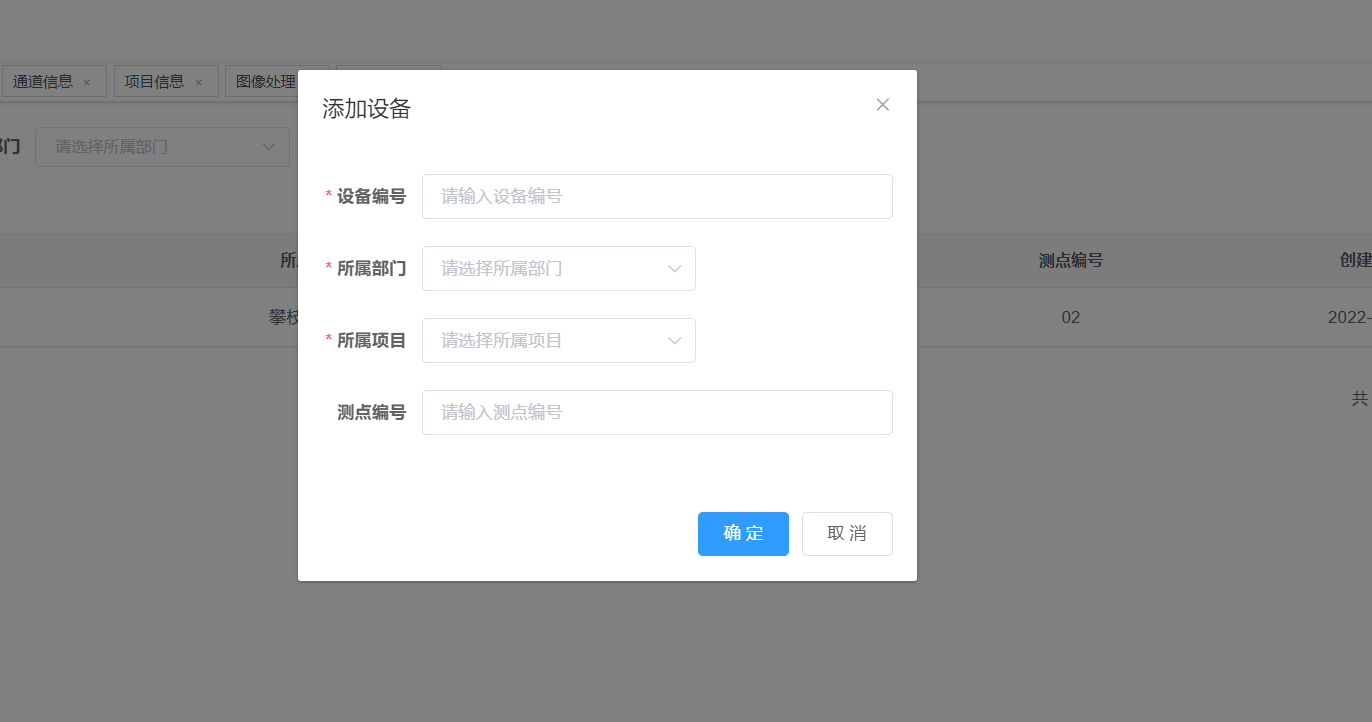 通道信息 ×
项目信息 ×
图像处理
添加设备
部门
请选择所属部门
* 设备编号
请输入设备编号
* 所属部门
请选择所属部门
所
测点编号
创建
* 所属项目
请选择所属项目
攀枝
02
2022-
测点编号
请输入测点编号
共
确 定
取 消